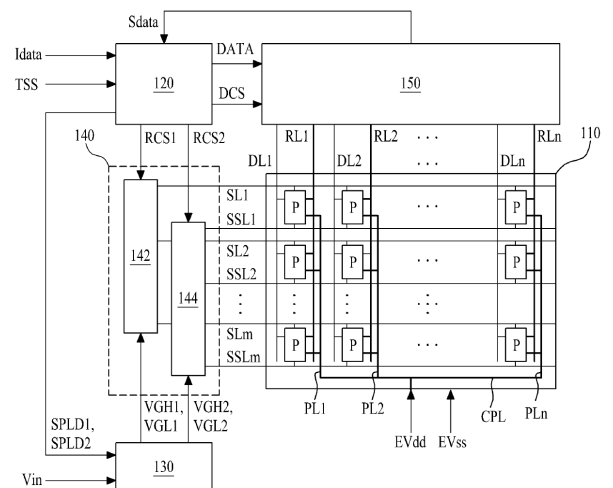 Sdata
Idata
TSS
120
DATA
DCS
150
RCS1
RCS2
RL1
RL2
...
RLn
140
DL1
DL2
...
DLn
110
142
144
SL1
P
P
...
P
SSL1
SL2
P
P
...
P
SSL2
SLm
P
P
...
P
SSLm
PL1
PL2
CPL
PLn
VGH1,
VGL1
VGH2,
VGL2
SPLD1,
SPLD2
EVdd
EVss
Vin
130